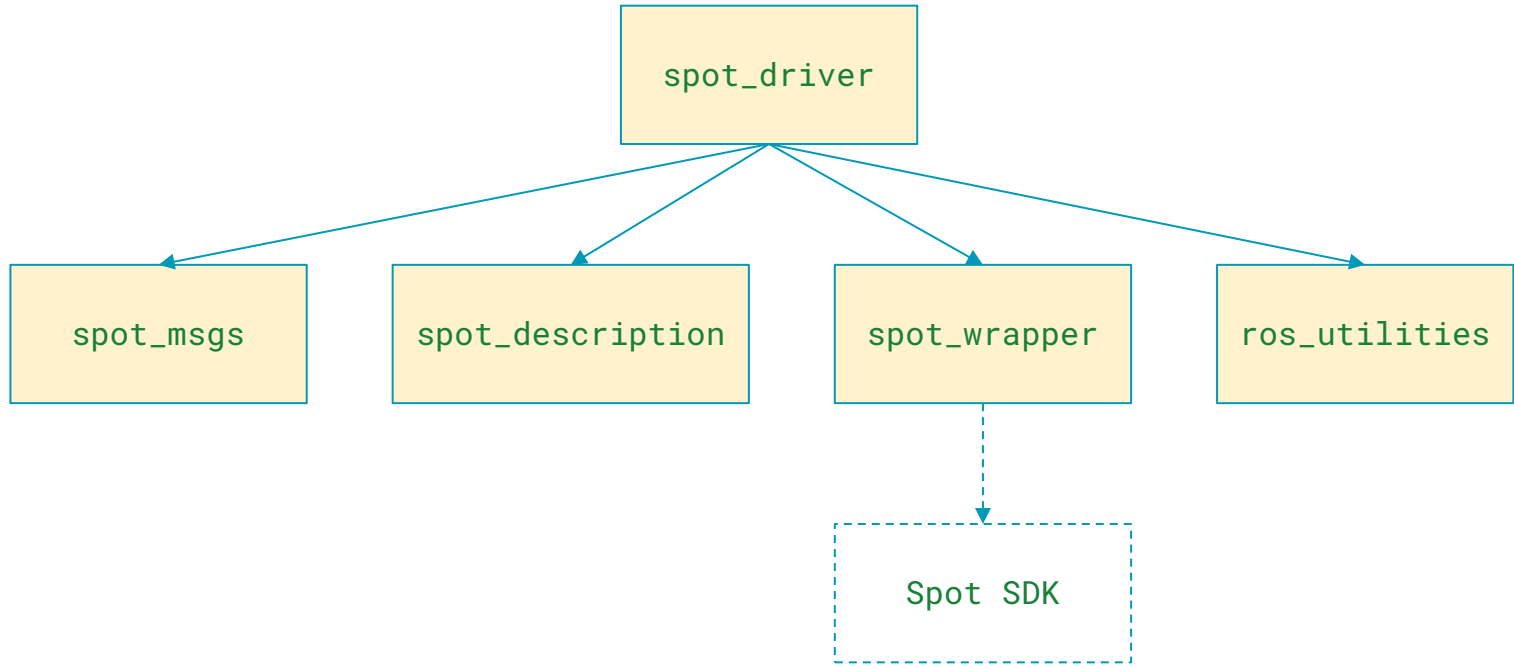 spot_driver
spot_msgs
spot_description
spot_wrapper
ros_utilities
Spot SDK